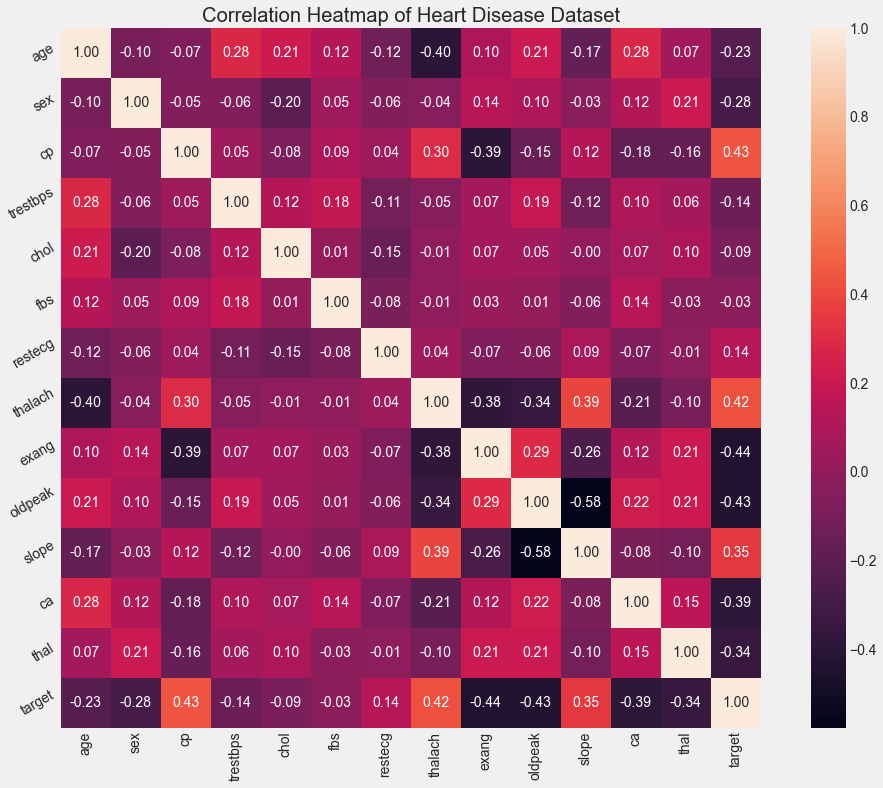 Correlation Heatmap of Heart Disease Dataset
age 1.00 -0.10 -0.07 0.28 0.21 0.12 -0.12 -0.40 0.10 0.21 -0.17 0.28 0.07 -0.23
sex -0.10 1.00 -0.05 -0.06 -0.20 0.05 -0.06 -0.04 0.14 0.10 -0.03 0.12 0.21 -0.28
cp -0.07 -0.05 1.00 0.05 -0.08 0.09 0.04 0.30 -0.39 -0.15 0.12 -0.18 -0.16 0.43
trestbps 0.28 -0.06 0.05 1.00 0.12 0.18 -0.11 -0.05 0.07 0.19 -0.12 0.10 0.06 -0.14
chol 0.21 -0.20 -0.08 0.12 1.00 0.01 -0.15 -0.01 0.07 0.05 -0.00 0.07 0.10 -0.09
fbs 0.12 0.05 0.09 0.18 0.01 1.00 -0.08 -0.01 0.03 0.01 -0.06 0.14 -0.03 -0.03
restecg -0.12 -0.06 0.04 -0.11 -0.15 -0.08 1.00 0.04 -0.07 -0.06 0.09 -0.07 -0.01 0.14
thalach -0.40 -0.04 0.30 -0.05 -0.01 -0.01 0.04 1.00 -0.38 -0.34 0.39 -0.21 -0.10 0.42
exang 0.10 0.14 -0.39 0.07 0.07 0.03 -0.07 -0.38 1.00 0.29 -0.26 0.12 0.21 -0.44
oldpeak 0.21 0.10 -0.15 0.19 0.05 0.01 -0.06 -0.34 0.29 1.00 -0.58 0.22 0.21 -0.43
slope -0.17 -0.03 0.12 -0.12 -0.00 -0.06 0.09 0.39 -0.26 -0.58 1.00 -0.08 -0.10 0.35
ca 0.28 0.12 -0.18 0.10 0.07 0.14 -0.07 -0.21 0.12 0.22 -0.08 1.00 0.15 -0.39
thal 0.07 0.21 -0.16 0.06 0.10 -0.03 -0.01 -0.10 0.21 0.21 -0.10 0.15 1.00 -0.34
target -0.23 -0.28 0.43 -0.14 -0.09 -0.03 0.14 0.42 -0.44 -0.43 0.35 -0.39 -0.34 1.00
age sex cp trestbps chol fbs restecg thalach exang oldpeak slope ca thal target
1.0
0.8
0.6
0.4
0.2
0.0
-0.2
-0.4